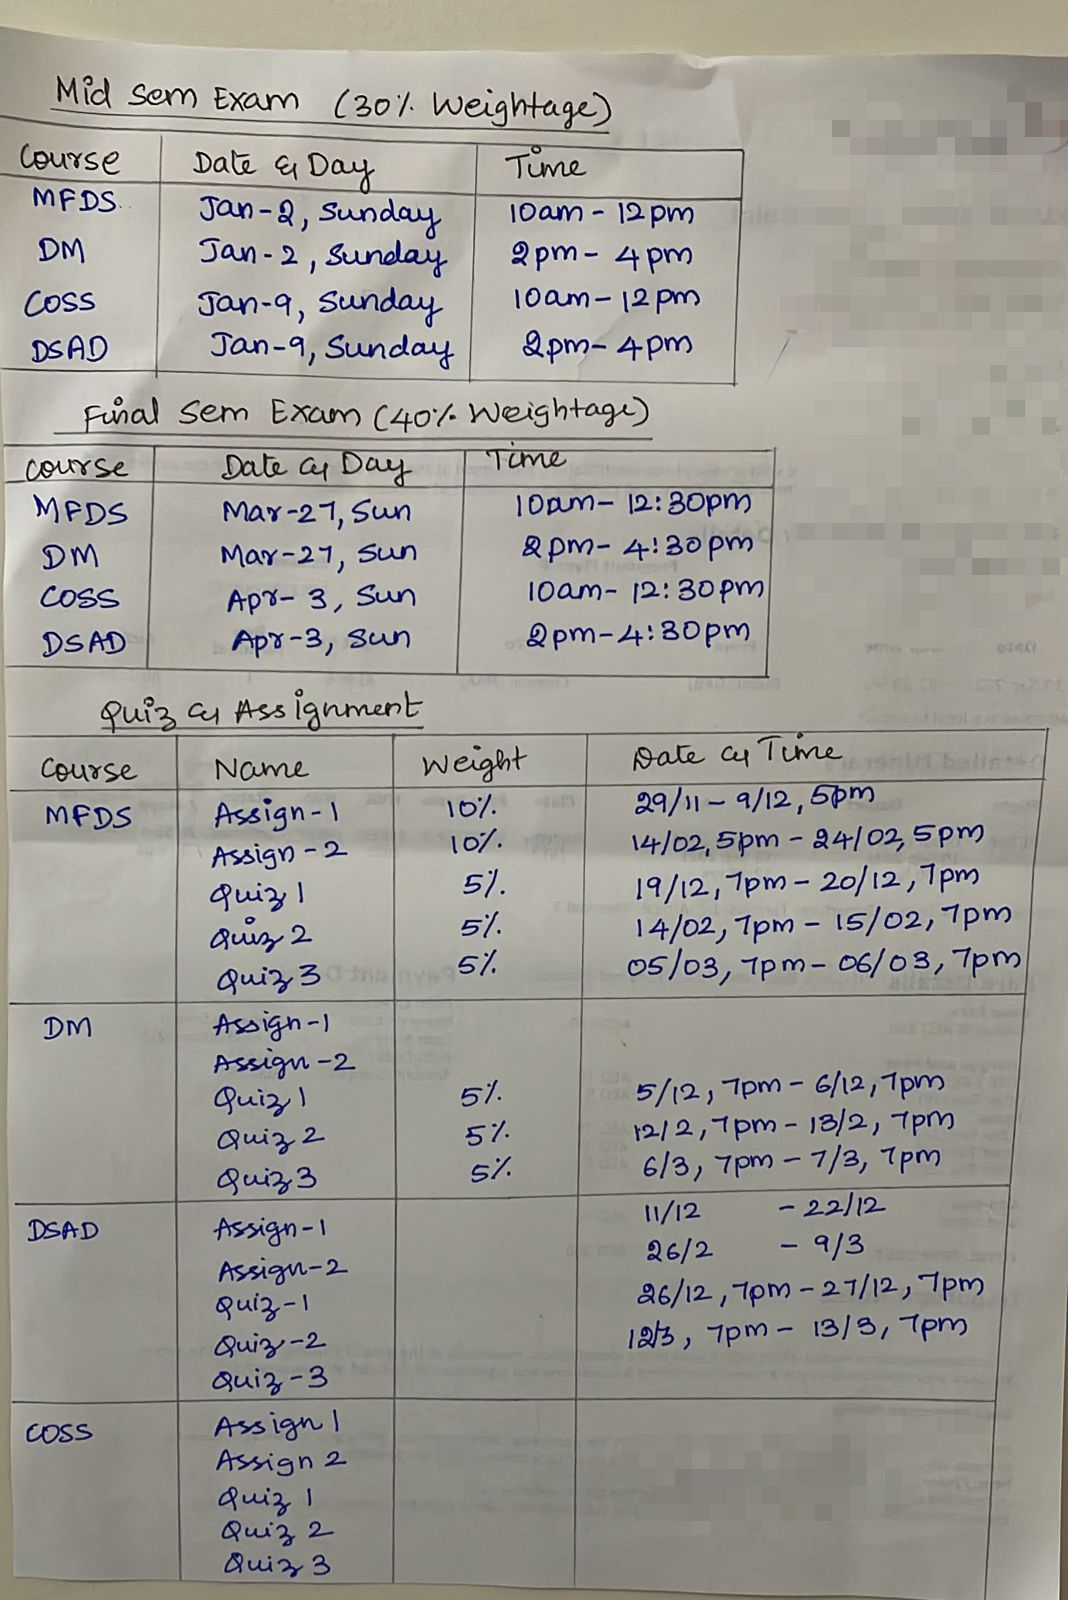 Mid Sem Exam (30% Weightage)
Course Date & Day Time
MFDS Jan-2, Sunday 10am - 12pm
DM Jan-2, Sunday 2pm - 4pm
COSS Jan-9, Sunday 10am - 12pm
DSAD Jan-9, Sunday 2pm - 4pm
Final Sem Exam (40% Weightage)
Course Date & Day Time
MFDS Mar-27, Sun 10am - 12:30pm
DM Mar-27, Sun 2pm - 4:30pm
COSS Apr-3, Sun 10am - 12:30pm
DSAD Apr-3, Sun 2pm - 4:30pm
Quiz & Assignment
Course Name Weight Date & Time
MFDS Assign-1 10% 29/11 - 9/12, 5pm
Assign-2 10% 14/02, 5pm - 24/02, 5pm
Quiz 1 5% 19/12, 7pm - 20/12, 7pm
Quiz 2 5% 14/02, 7pm - 15/02, 7pm
Quiz 3 5% 05/03, 7pm - 06/03, 7pm
DM Assign-1
Assign-2
Quiz 1 5% 5/12, 7pm - 6/12, 7pm
Quiz 2 5% 12/2, 7pm - 13/2, 7pm
Quiz 3 5% 6/3, 7pm - 7/3, 7pm
DSAD Assign-1 11/12 - 22/12
Assign-2 26/2 - 9/3
Quiz-1 26/12, 7pm - 27/12, 7pm
Quiz-2 12/3, 7pm - 13/3, 7pm
Quiz-3
COSS Assign 1
Assign 2
Quiz 1
Quiz 2
Quiz 3